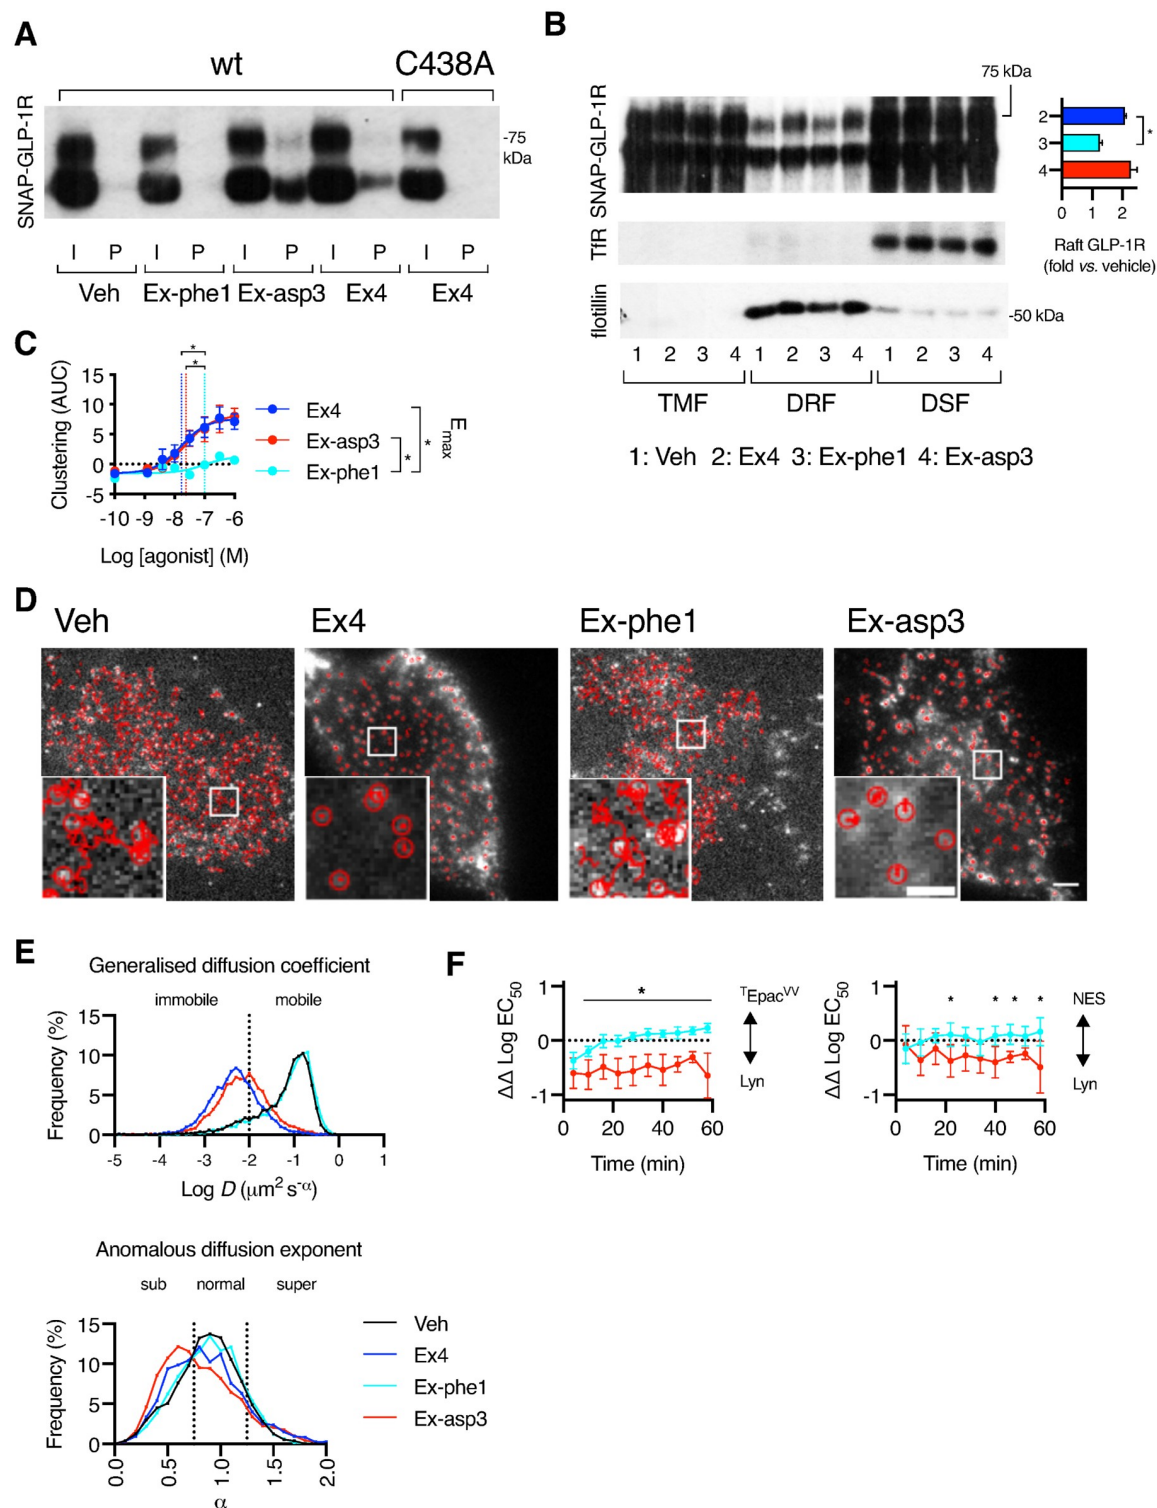 A
wt C438A
SNAP-GLP-1R
-75
kDa
I P I P I P I P I P
Veh Ex-phe1 Ex-asp3 Ex4 Ex4
B
75 kDa
SNAP-GLP-1R
TfR
flotillin
-50 kDa
1 2 3 4 1 2 3 4 1 2 3 4
TMF DRF DSF
1: Veh 2: Ex4 3: Ex-phe1 4: Ex-asp3
2
3
4
*
0 1 2
Raft GLP-1R
(fold vs. vehicle)
C
Clustering (AUC)
15
10
5
0
-5
*
*
-10 -9 -8 -7 -6
Log [agonist] (M)
Ex4
Ex-asp3
Ex-phe1
*
*
Emax
D
Veh Ex4 Ex-phe1 Ex-asp3
E
Generalised diffusion coefficient
immobile mobile
Frequency (%)
15
10
5
0
-5 -4 -3 -2 -1 0 1
Log D (μm² s⁻ᵅ)
Anomalous diffusion exponent
sub normal super
Frequency (%)
15
10
5
0
0.0 0.5 1.0 1.5 2.0
α
Veh
Ex4
Ex-phe1
Ex-asp3
F
ΔΔ Log EC50
1
0
-1
*
0 20 40 60
Time (min)
TEpacVV
Lyn
ΔΔ Log EC50
1
0
-1
* * * *
0 20 40 60
Time (min)
NES
Lyn